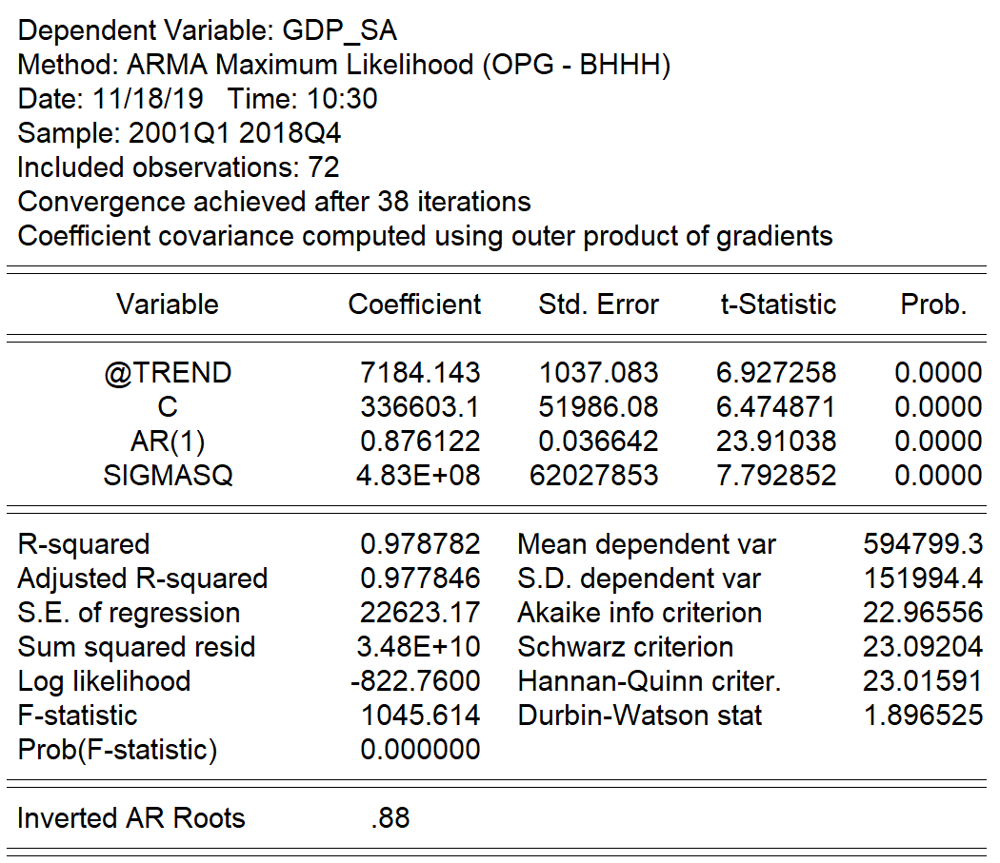 Dependent Variable: GDP_SA
Method: ARMA Maximum Likelihood (OPG - BHHH)
Date: 11/18/19 Time: 10:30
Sample: 2001Q1 2018Q4
Included observations: 72
Convergence achieved after 38 iterations
Coefficient covariance computed using outer product of gradients
Variable Coefficient Std. Error t-Statistic Prob.
@TREND 7184.143 1037.083 6.927258 0.0000
C 336603.1 51986.08 6.474871 0.0000
AR(1) 0.876122 0.036642 23.91038 0.0000
SIGMASQ 4.83E+08 62027853 7.792852 0.0000
R-squared 0.978782 Mean dependent var 594799.3
Adjusted R-squared 0.977846 S.D. dependent var 151994.4
S.E. of regression 22623.17 Akaike info criterion 22.96556
Sum squared resid 3.48E+10 Schwarz criterion 23.09204
Log likelihood -822.7600 Hannan-Quinn criter. 23.01591
F-statistic 1045.614 Durbin-Watson stat 1.896525
Prob(F-statistic) 0.000000
Inverted AR Roots .88